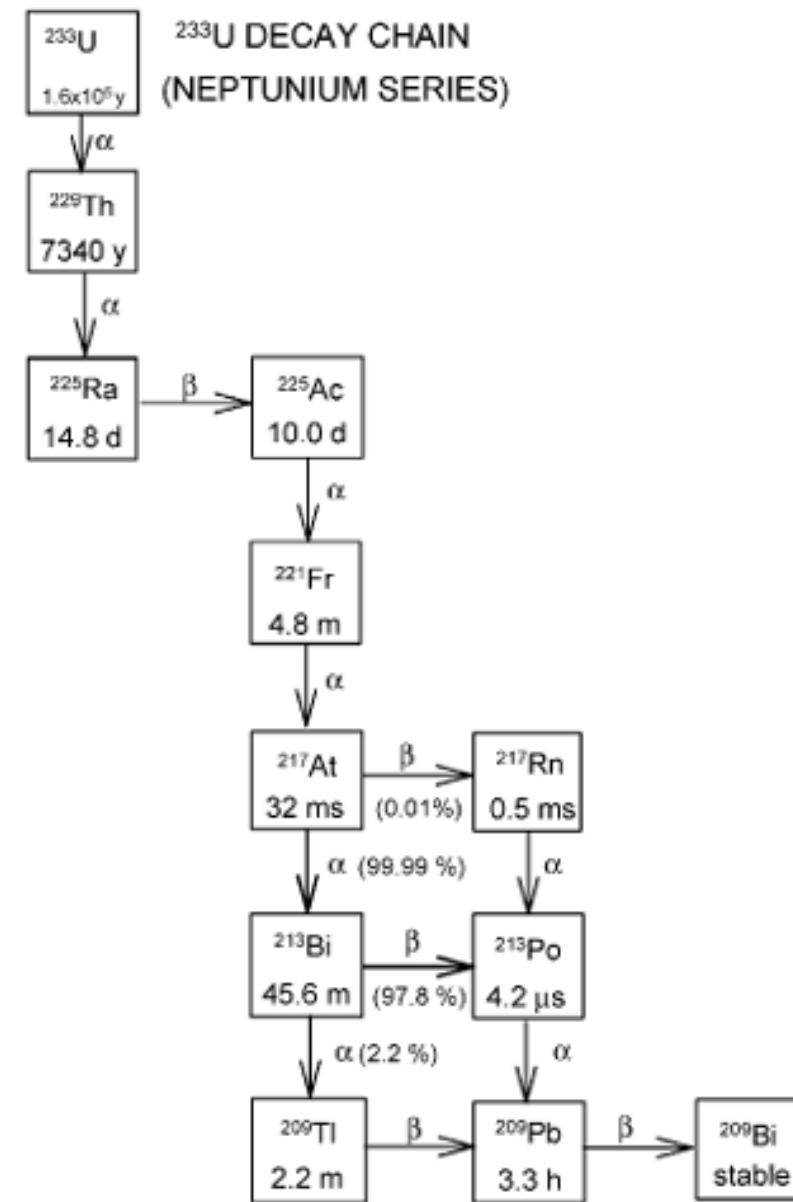 ²³³U
1.6x10⁵y
²³³U DECAY CHAIN
(NEPTUNIUM SERIES)
α
²²⁹Th
7340 y
α
²²⁵Ra
14.8 d
β
²²⁵Ac
10.0 d
α
²²¹Fr
4.8 m
α
²¹⁷At
32 ms
β
(0.01%)
²¹⁷Rn
0.5 ms
α (99.99 %)
α
²¹³Bi
45.6 m
β
(97.8 %)
²¹³Po
4.2 µs
α (2.2 %)
α
²⁰⁹Tl
2.2 m
β
²⁰⁹Pb
3.3 h
β
²⁰⁹Bi
stable